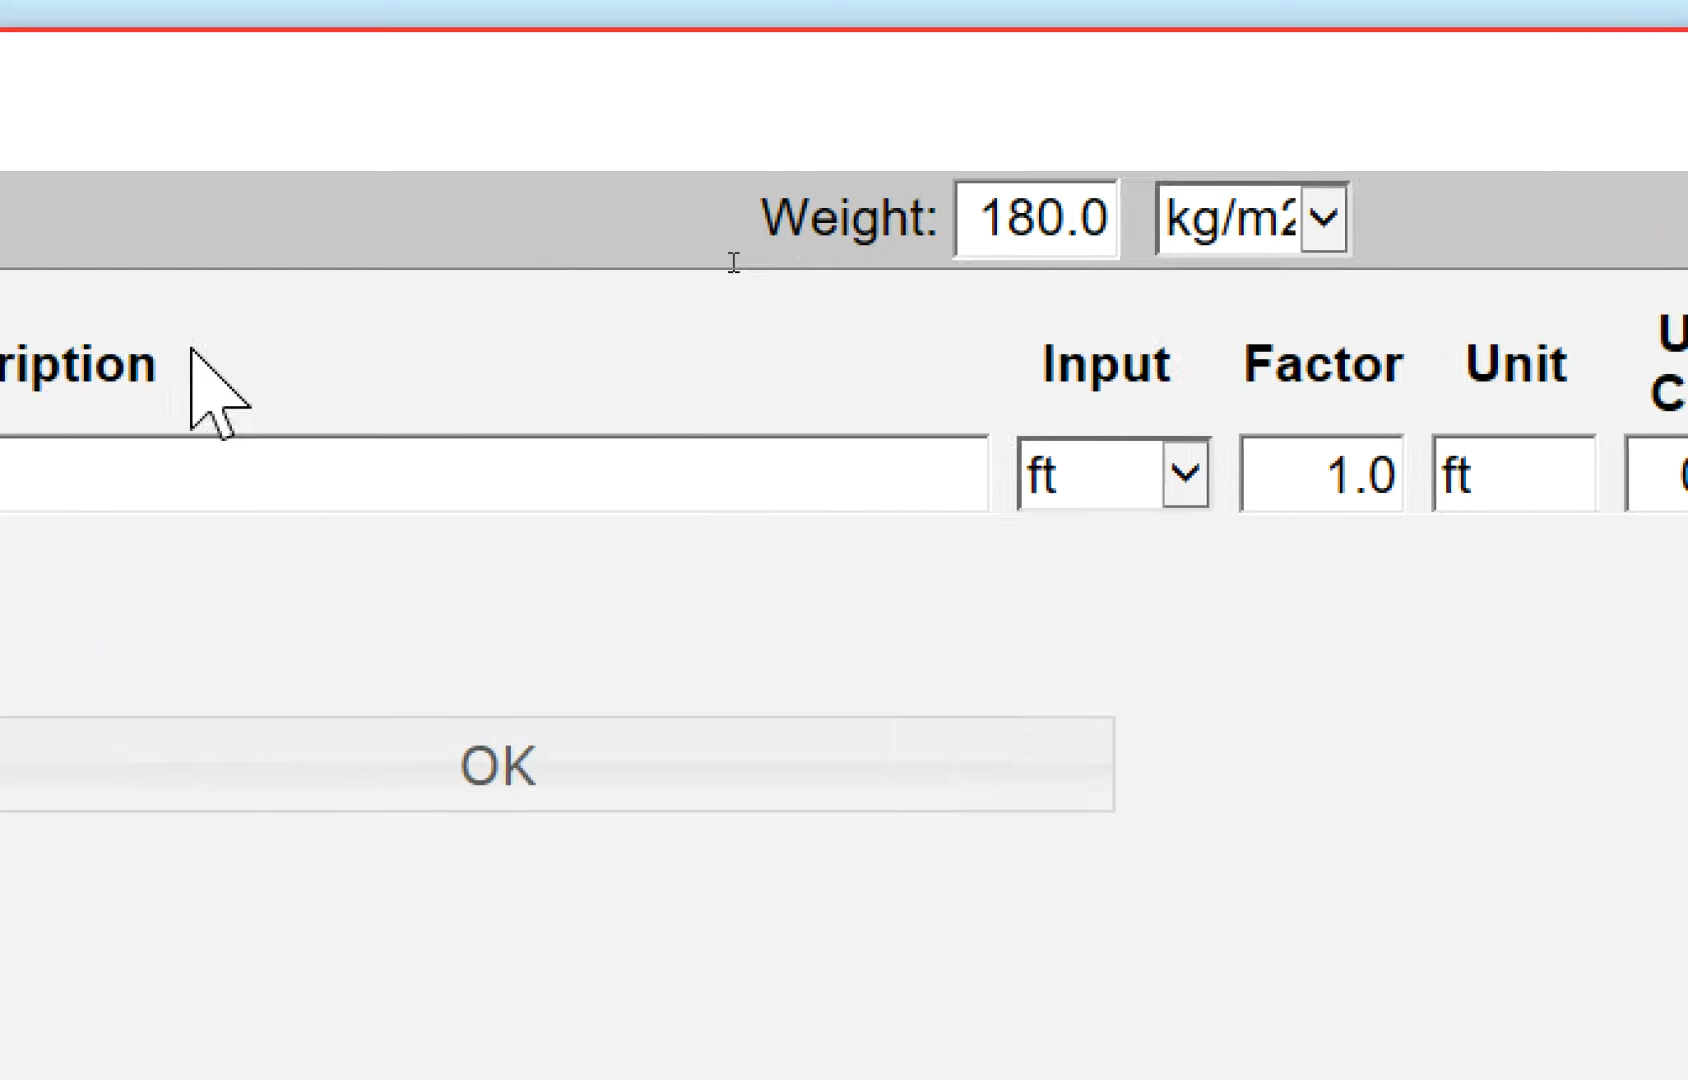 Weight: 180.0 kg/m2
ription Input Factor Unit
ft 1.0 ft
OK